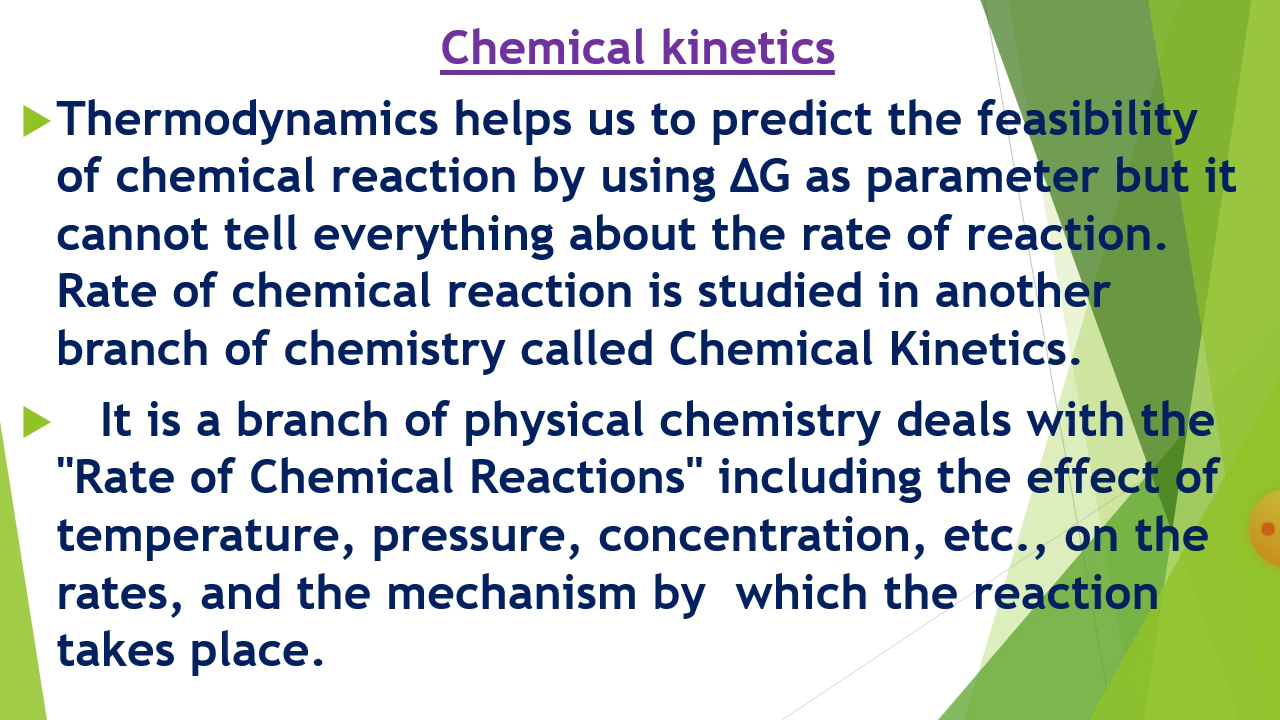 Chemical kinetics
Thermodynamics helps us to predict the feasibility
of chemical reaction by using ΔG as parameter but it
cannot tell everything about the rate of reaction.
Rate of chemical reaction is studied in another
branch of chemistry called Chemical Kinetics.
It is a branch of physical chemistry deals with the
"Rate of Chemical Reactions" including the effect of
temperature, pressure, concentration, etc., on the
rates, and the mechanism by  which the reaction
takes place.